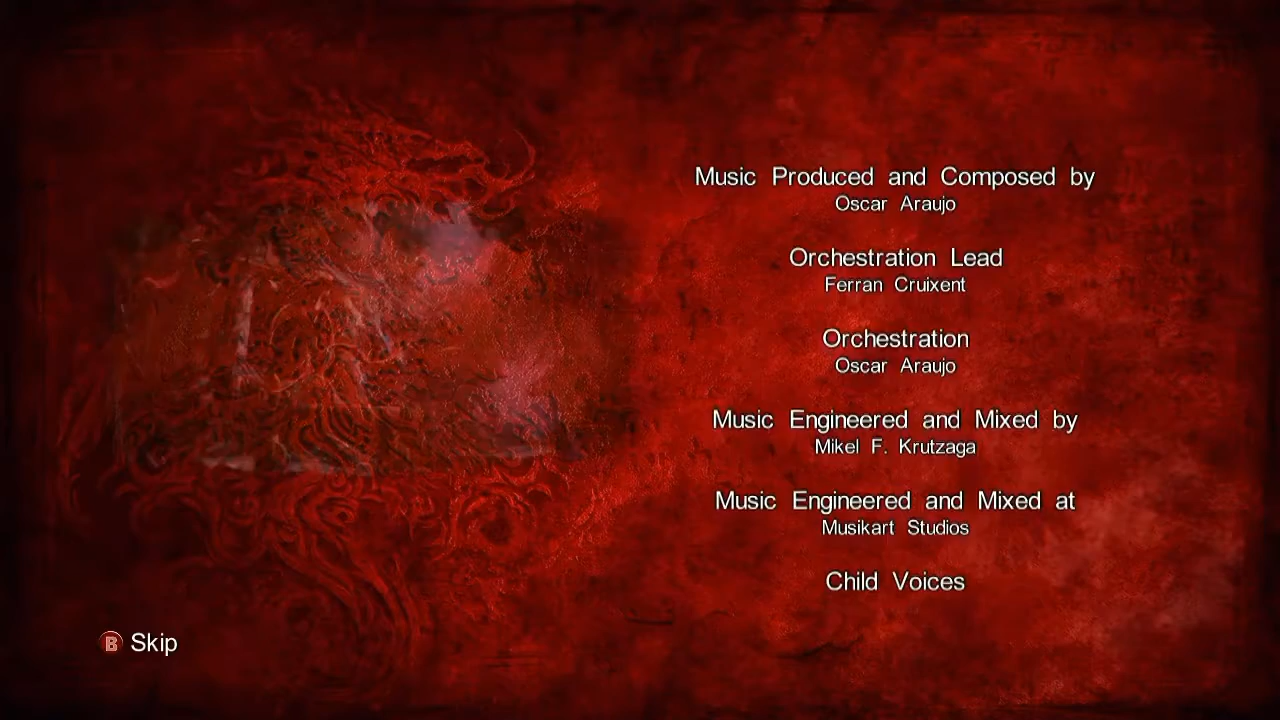 Music Produced and Composed by
Oscar Araujo
Orchestration Lead
Ferran Cruixent
Orchestration
Oscar Araujo
Music Engineered and Mixed by
Mikel F. Krutzaga
Music Engineered and Mixed at
Musikart Studios
Child Voices
B Skip